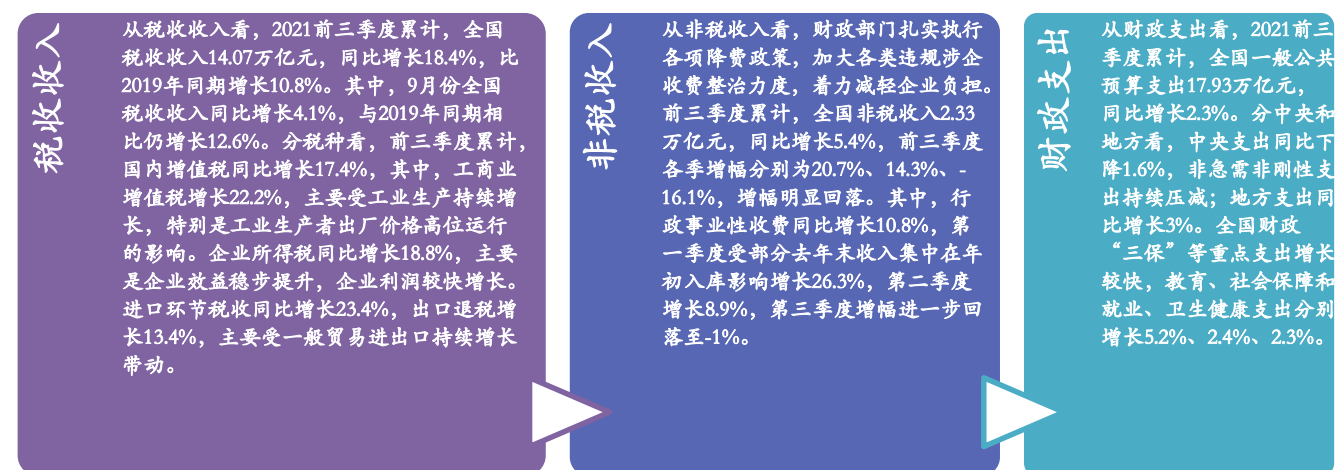 税收收入
从税收收入看，2021前三季度累计，全国
税收收入14.07万亿元，同比增长18.4%，比
2019年同期增长10.8%。其中，9月份全国
税收收入同比增长4.1%，与2019年同期相
比仍增长12.6%。分税种看，前三季度累计，
国内增值税同比增长17.4%，其中，工商业
增值税增长22.2%，主要受工业生产持续增
长，特别是工业生产者出厂价格高位运行
的影响。企业所得税同比增长18.8%，主要
是企业效益稳步提升，企业利润较快增长。
进口环节税收同比增长23.4%，出口退税增
长13.4%，主要受一般贸易进出口持续增长
带动。
非税收入
从非税收入看，财政部门扎实执行
各项降费政策，加大各类违规涉企
收费整治力度，着力减轻企业负担。
前三季度累计，全国非税收入2.33
万亿元，同比增长5.4%，前三季度
各季增幅分别为20.7%、14.3%、-
16.1%，增幅明显回落。其中，行
政事业性收费同比增长10.8%，第
一季度受部分去年末收入集中在年
初入库影响增长26.3%，第二季度
增长8.9%，第三季度增幅进一步回
落至-1%。
财政支出
从财政支出看，2021前三
季度累计，全国一般公共
预算支出17.93万亿元，
同比增长2.3%。分中央和
地方看，中央支出同比下
降1.6%，非急需非刚性支
出持续压减；地方支出同
比增长3%。全国财政
“三保”等重点支出增长
较快，教育、社会保障和
就业、卫生健康支出分别
增长5.2%、2.4%、2.3%。